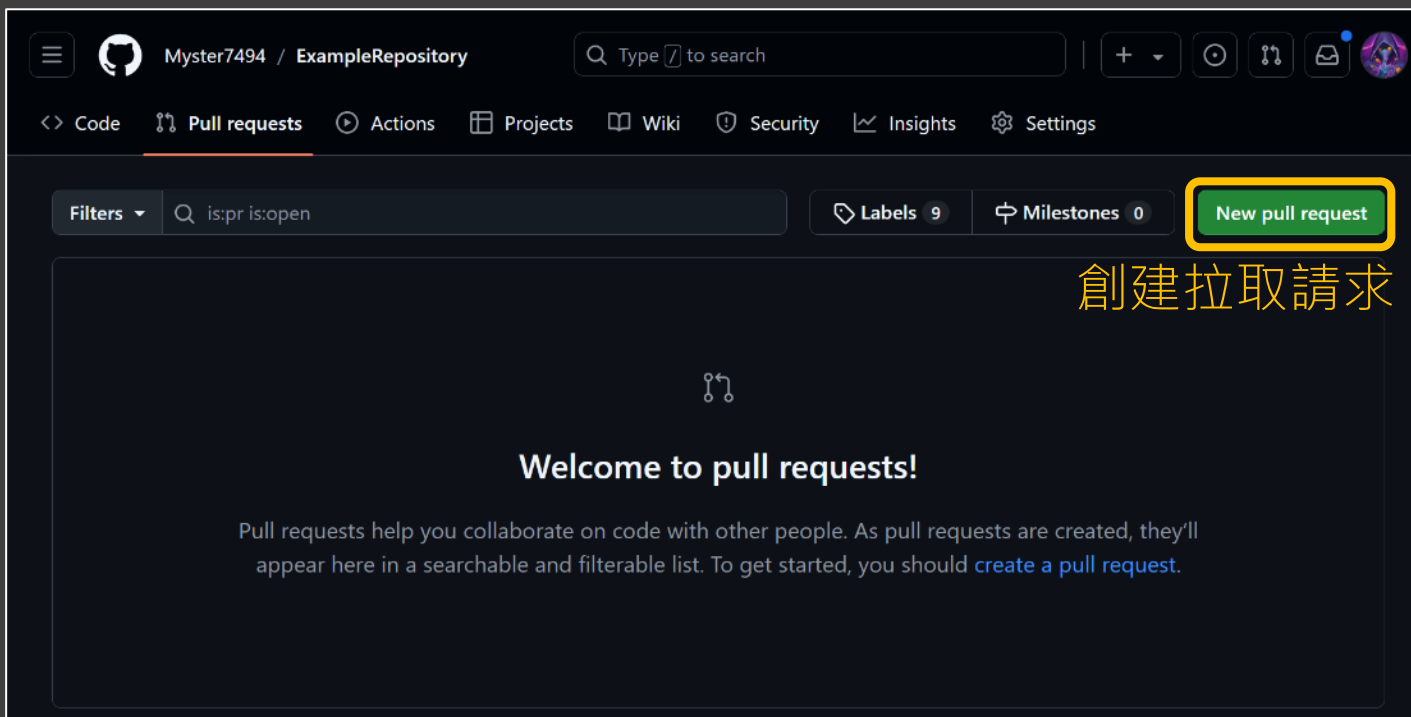 Myster7494 / ExampleRepository
Type / to search
Code Pull requests Actions Projects Wiki Security Insights Settings
Filters is:pr is:open Labels 9 Milestones 0 New pull request
創建拉取請求
Welcome to pull requests!
Pull requests help you collaborate on code with other people. As pull requests are created, they'll
appear here in a searchable and filterable list. To get started, you should create a pull request.